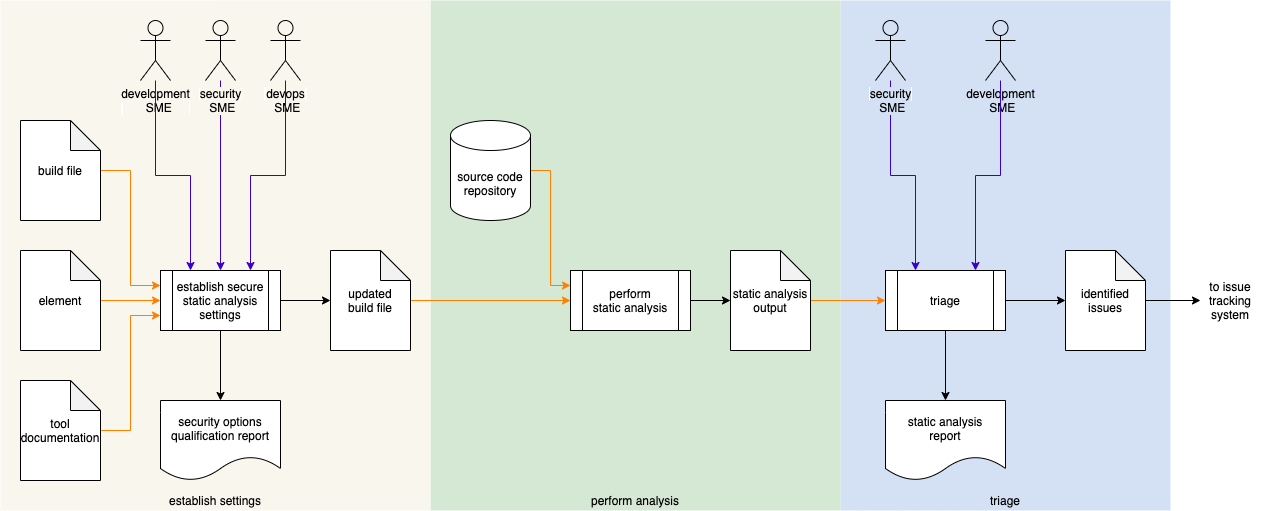 development
SME
security
SME
devops
SME
build file
element
tool
documentation
establish secure
static analysis
settings
updated
build file
security options
qualification report
establish settings
source code
repository
perform
static analysis
static analysis
output
perform analysis
security
SME
development
SME
triage
identified
issues
static analysis
report
triage
to issue
tracking
system